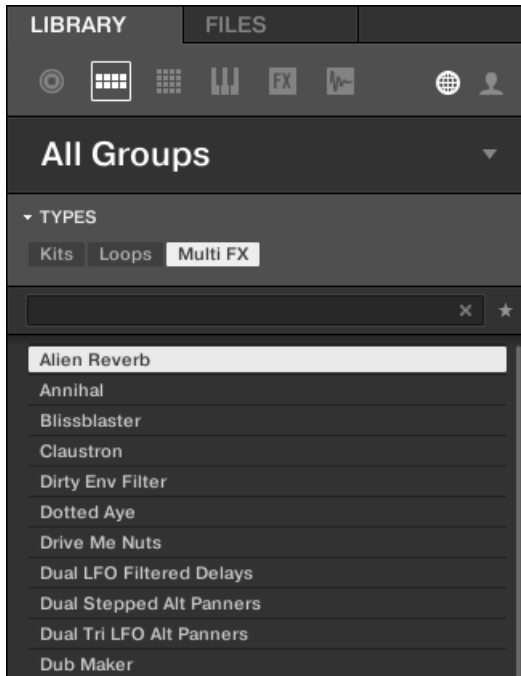 LIBRARY FILES
FX
All Groups
TYPES
Kits Loops Multi FX
Alien Reverb
Annihal
Blissblaster
Claustron
Dirty Env Filter
Dotted Aye
Drive Me Nuts
Dual LFO Filtered Delays
Dual Stepped Alt Panners
Dual Tri LFO Alt Panners
Dub Maker